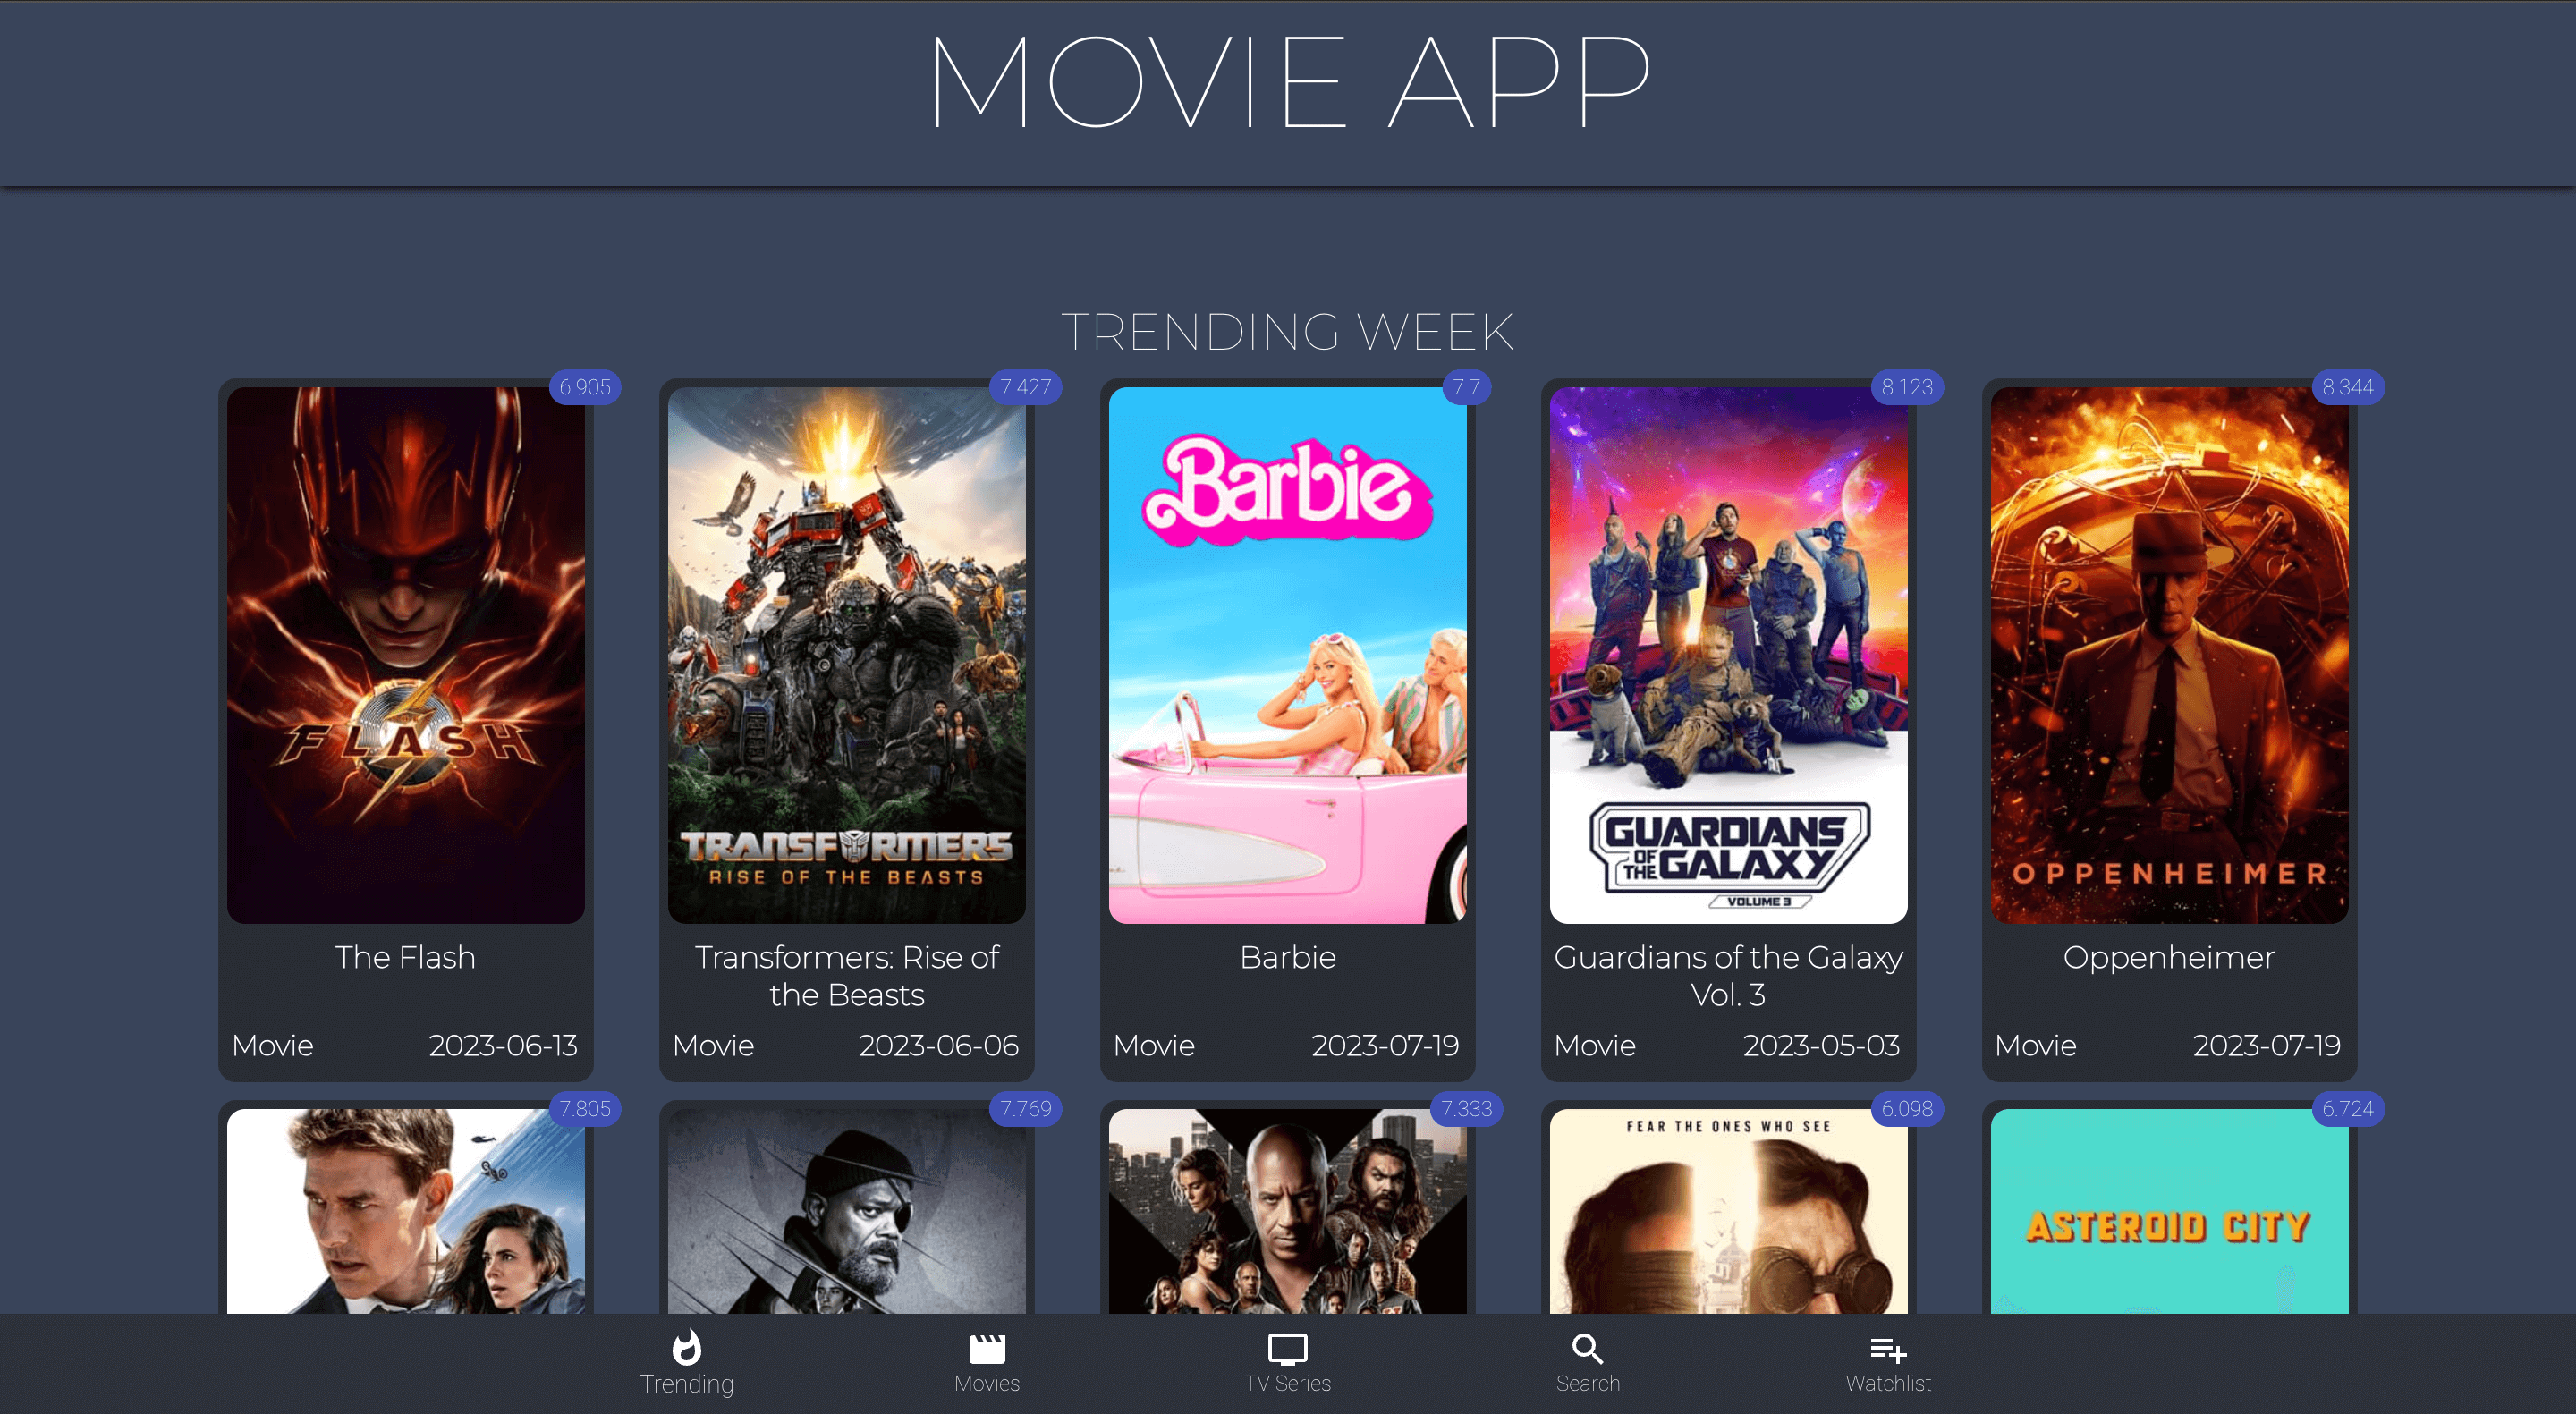 MOVIE APP
TRENDING WEEK
6.905
7.427
7.7
8.123
8.344
FLASH
TRANSFORMERS
RISE OF THE BEASTS
Barbie
GUARDIANS
OF THE GALAXY
VOLUME 3
OPPENHEIMER
The Flash
Transformers: Rise of
the Beasts
Barbie
Guardians of the Galaxy
Vol. 3
Oppenheimer
Movie 2023-06-13
Movie 2023-06-06
Movie 2023-07-19
Movie 2023-05-03
Movie 2023-07-19
7.805
7.769
7.333
6.098
6.724
FEAR THE ONES WHO SEE
ASTEROID CITY
Trending
Movies
TV Series
Search
Watchlist